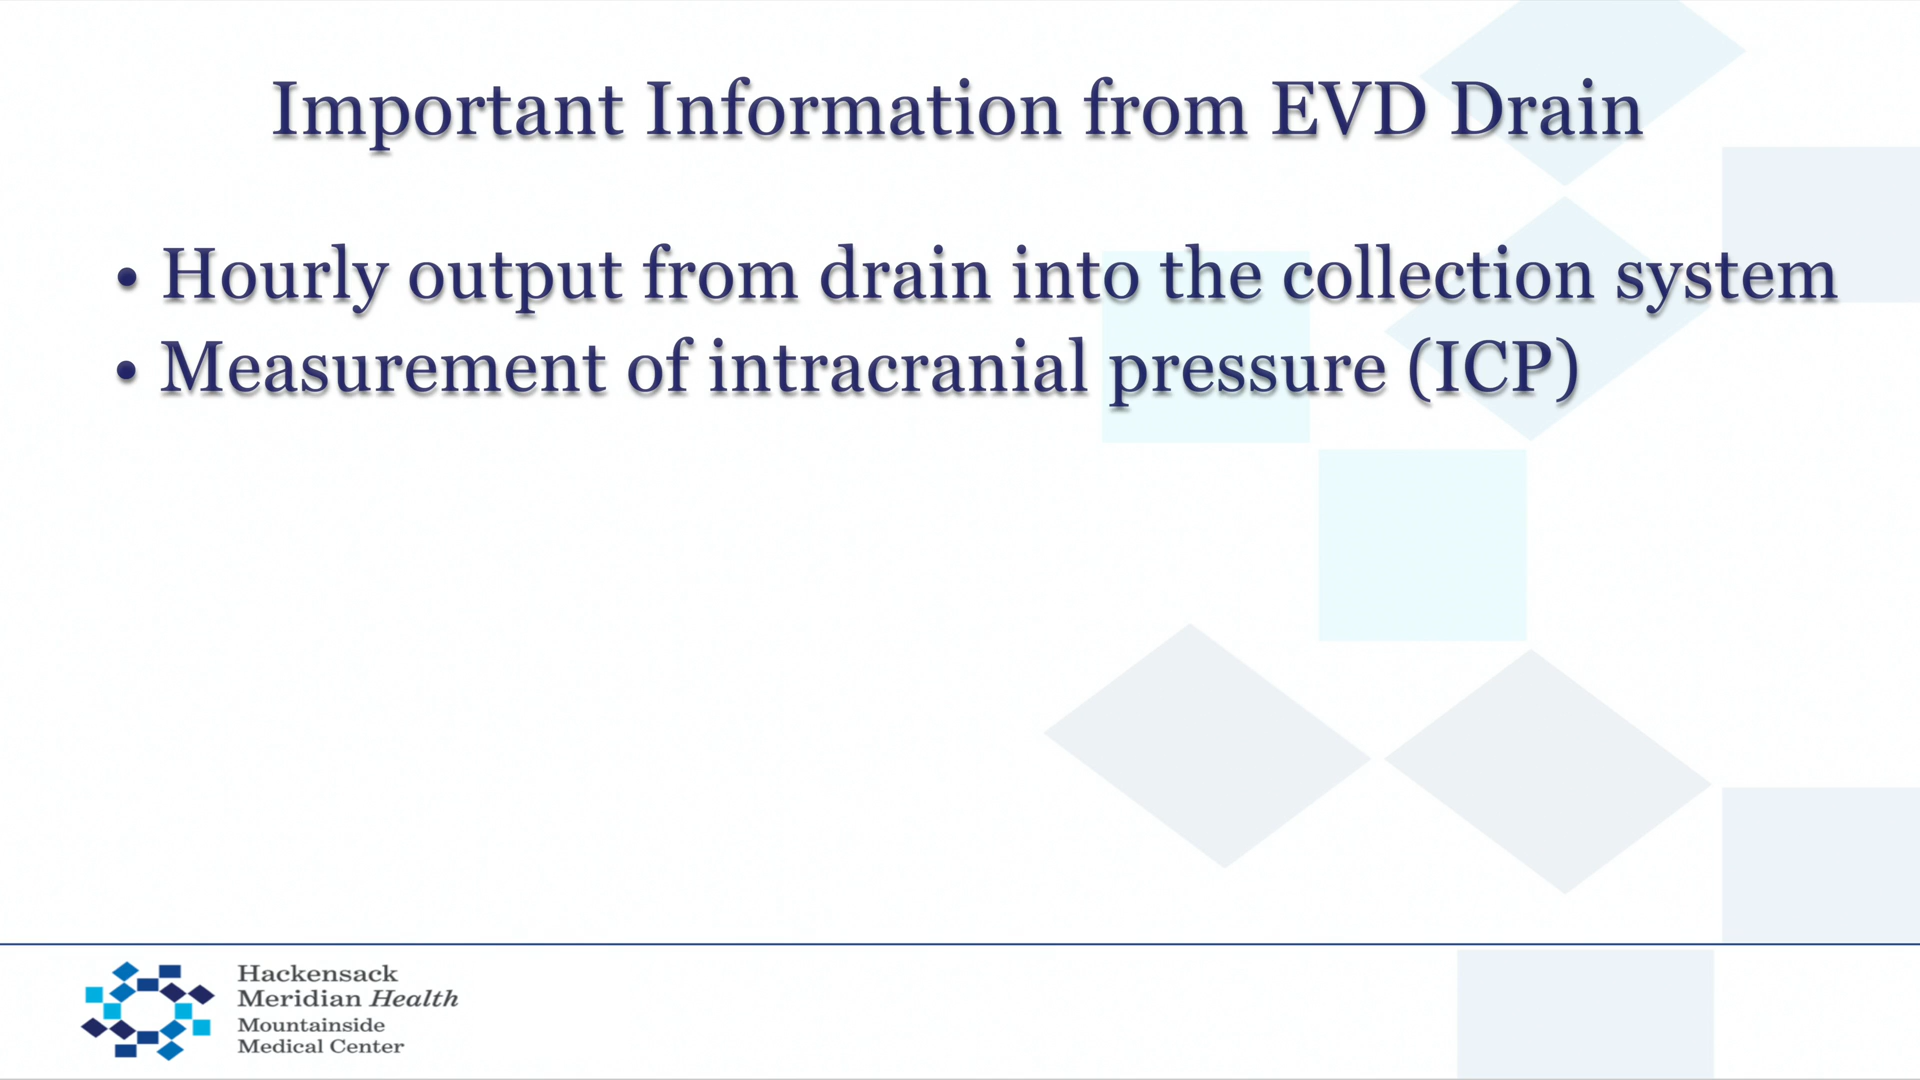 Important Information from EVD Drain
• Hourly output from drain into the collection system
• Measurement of intracranial pressure (ICP)
Hackensack
Meridian Health
Mountainside
Medical Center